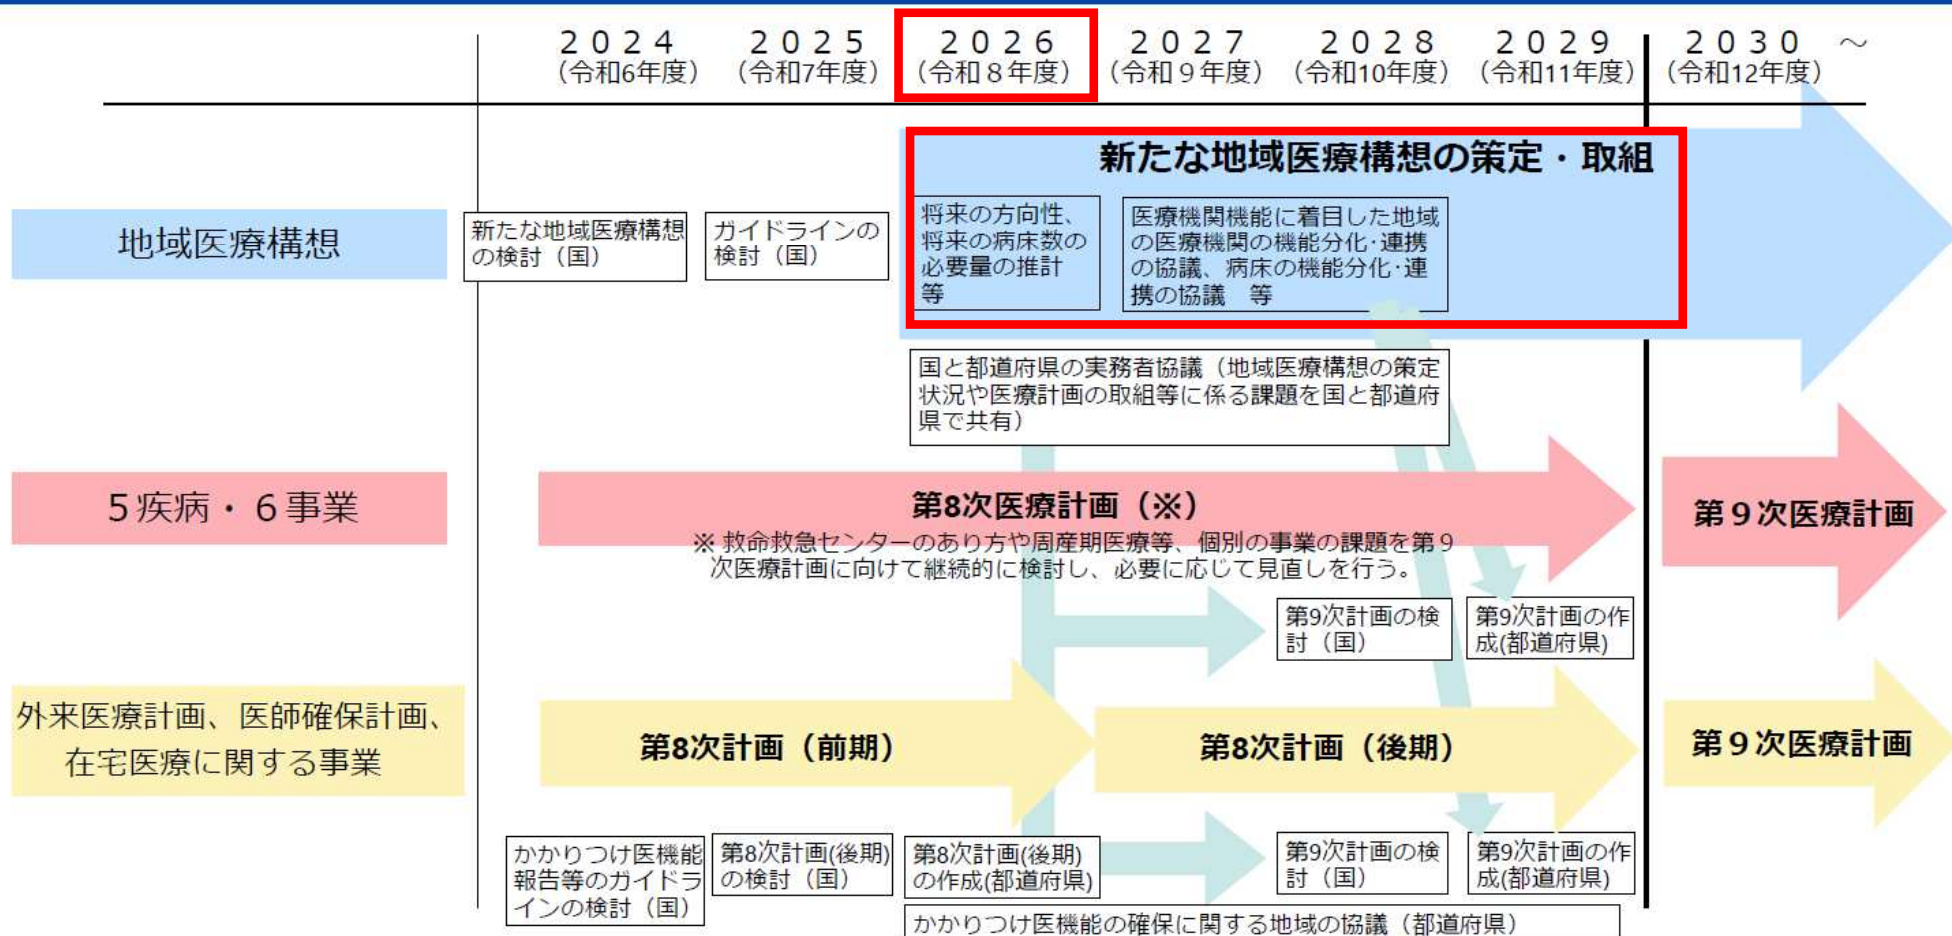 ２０２４　２０２５　２０２６　２０２７　２０２８　２０２９　２０３０　～
（令和6年度）　（令和7年度）　（令和８年度）　（令和９年度）　（令和10年度）　（令和11年度）　（令和12年度）
新たな地域医療構想の策定・取組
地域医療構想
新たな地域医療構想
の検討（国）
ガイドラインの
検討（国）
将来の方向性、
将来の病床数の
必要量の推計
等
医療機関機能に着目した地域
の医療機関の機能分化･連携
の協議、病床の機能分化･連
携の協議　等
国と都道府県の実務者協議（地域医療構想の策定
状況や医療計画の取組等に係る課題を国と都道府
県で共有）
５疾病・６事業
第8次医療計画（※）
※ 救命救急センターのあり方や周産期医療等、個別の事業の課題を第９
次医療計画に向けて継続的に検討し、必要に応じて見直しを行う。
第９次医療計画
第9次計画の検
討（国）
第9次計画の作
成(都道府県)
外来医療計画、医師確保計画、
在宅医療に関する事業
第8次計画（前期）
第8次計画（後期）
第９次医療計画
かかりつけ医機能
報告等のガイドラ
インの検討（国）
第8次計画(後期)
の検討（国）
第8次計画(後期)
の作成(都道府県)
第9次計画の検
討（国）
第9次計画の作
成(都道府県)
かかりつけ医機能の確保に関する地域の協議（都道府県）